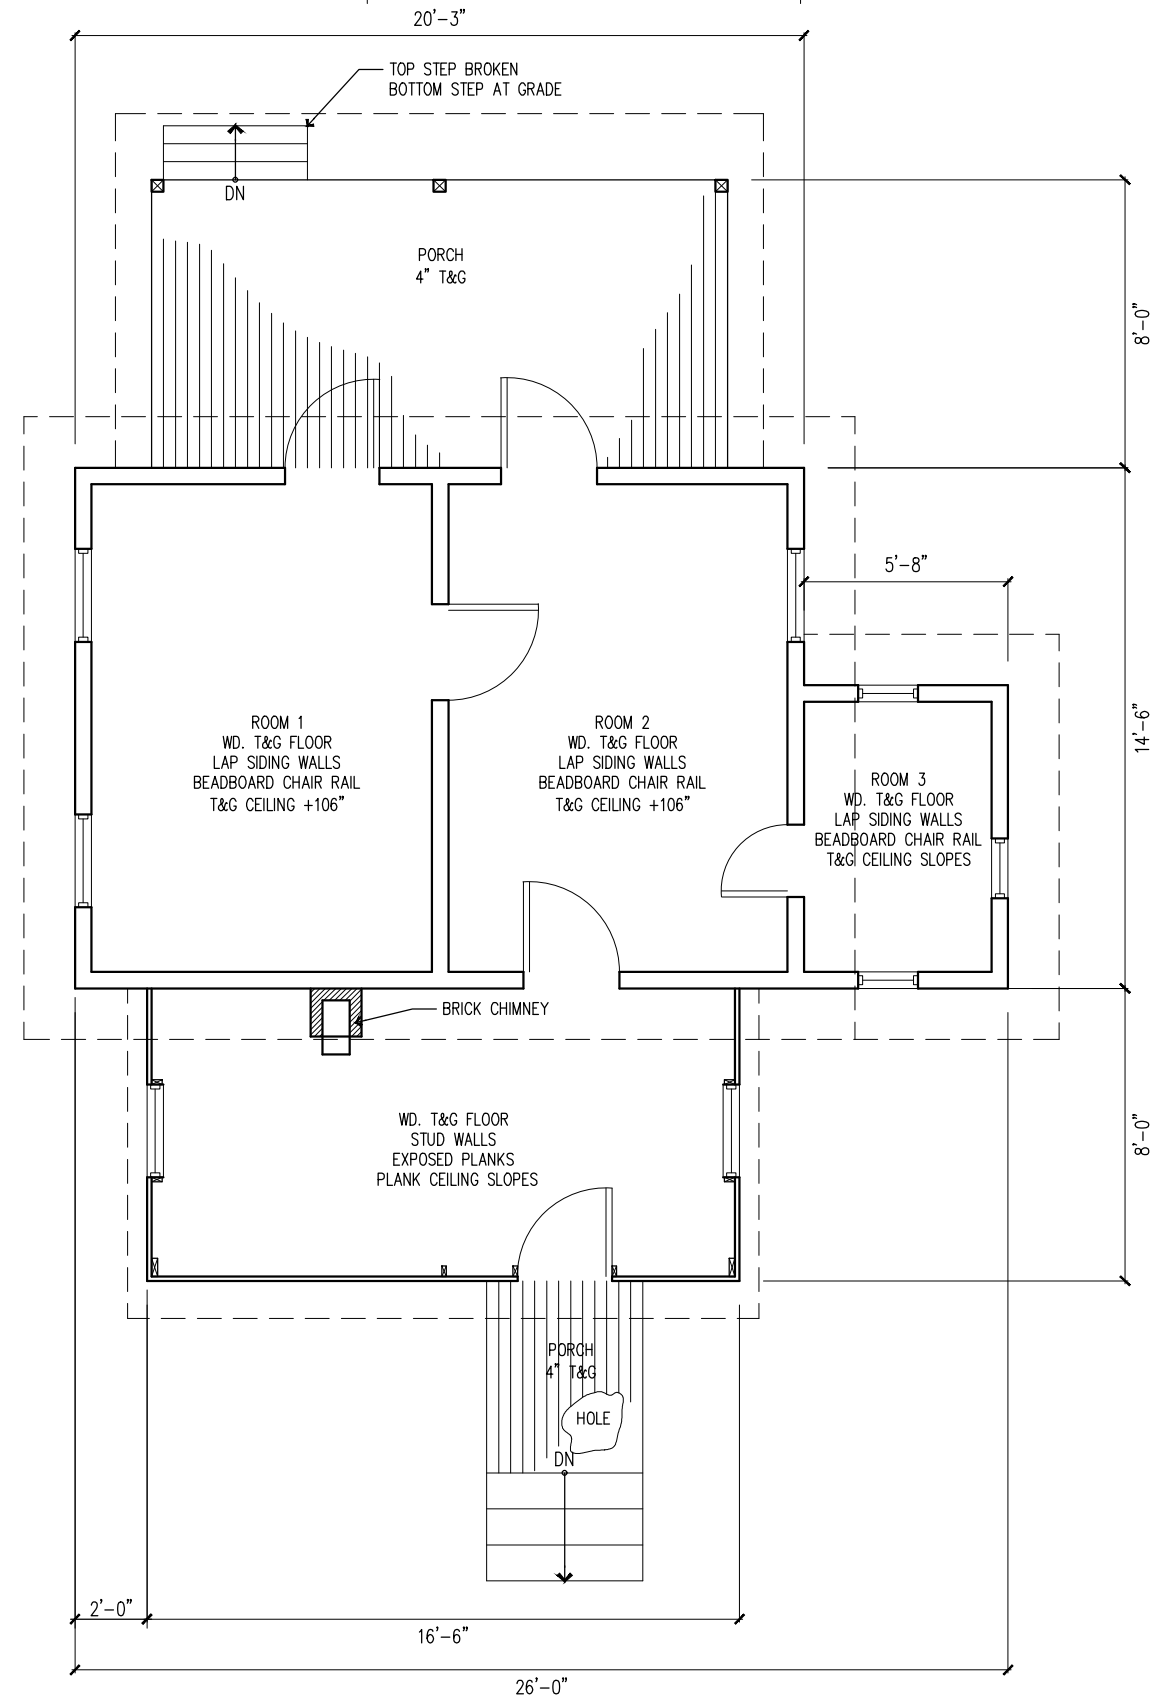 20'-3"
TOP STEP BROKEN
BOTTOM STEP AT GRADE
DN
PORCH
4" T&G
8'-0"
5'-8"
14'-6"
ROOM 1
WD. T&G FLOOR
LAP SIDING WALLS
BEADBOARD CHAIR RAIL
T&G CEILING +106"
ROOM 2
WD. T&G FLOOR
LAP SIDING WALLS
BEADBOARD CHAIR RAIL
T&G CEILING +106"
ROOM 3
WD. T&G FLOOR
LAP SIDING WALLS
BEADBOARD CHAIR RAIL
T&G CEILING SLOPES
BRICK CHIMNEY
WD. T&G FLOOR
STUD WALLS
EXPOSED PLANKS
PLANK CEILING SLOPES
8'-0"
PORCH
4" T&G
HOLE
DN
2'-0"
16'-6"
26'-0"